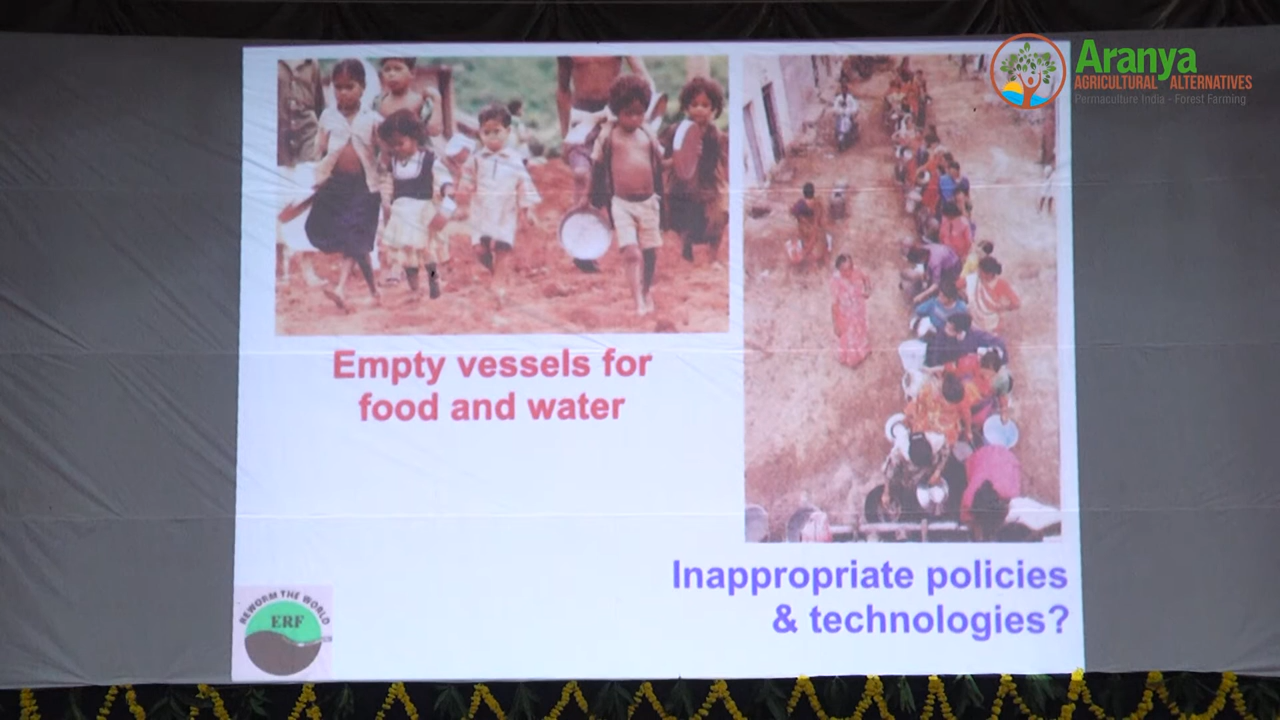 Aranya
AGRICULTURAL ALTERNATIVES
Permaculture India - Forest Farming
Empty vessels for
food and water
Inappropriate policies
& technologies?
REWORM THE WORLD
ERF